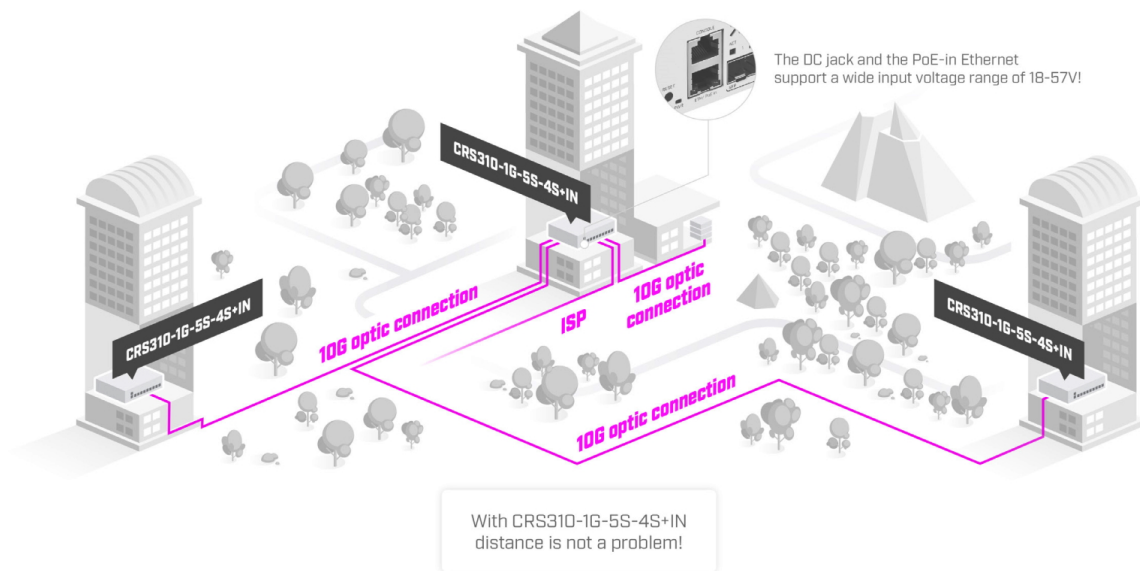 CONSOLE
The DC jack and the PoE-in Ethernet
support a wide input voltage range of 18-57V!
RESET
CRS310-1G-5S-4S+IN
CRS310-1G-5S-4S+IN
CRS310-1G-5S-4S+IN
10G optic connection
ISP
10G optic
connection
10G optic connection
With CRS310-1G-5S-4S+IN
distance is not a problem!